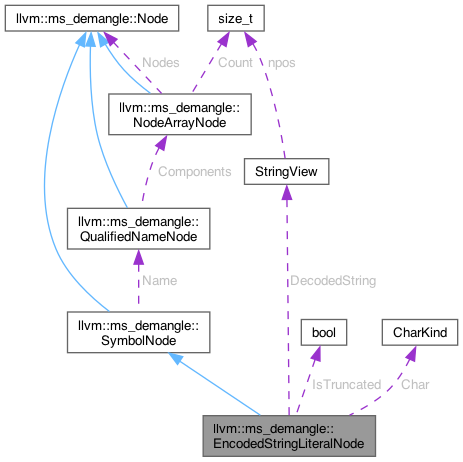 llvm::ms_demangle::Node
size_t
Nodes
Count
npos
llvm::ms_demangle::
NodeArrayNode
Components
StringView
llvm::ms_demangle::
QualifiedNameNode
Name
DecodedString
llvm::ms_demangle::
SymbolNode
bool
CharKind
IsTruncated
Char
llvm::ms_demangle::
EncodedStringLiteralNode